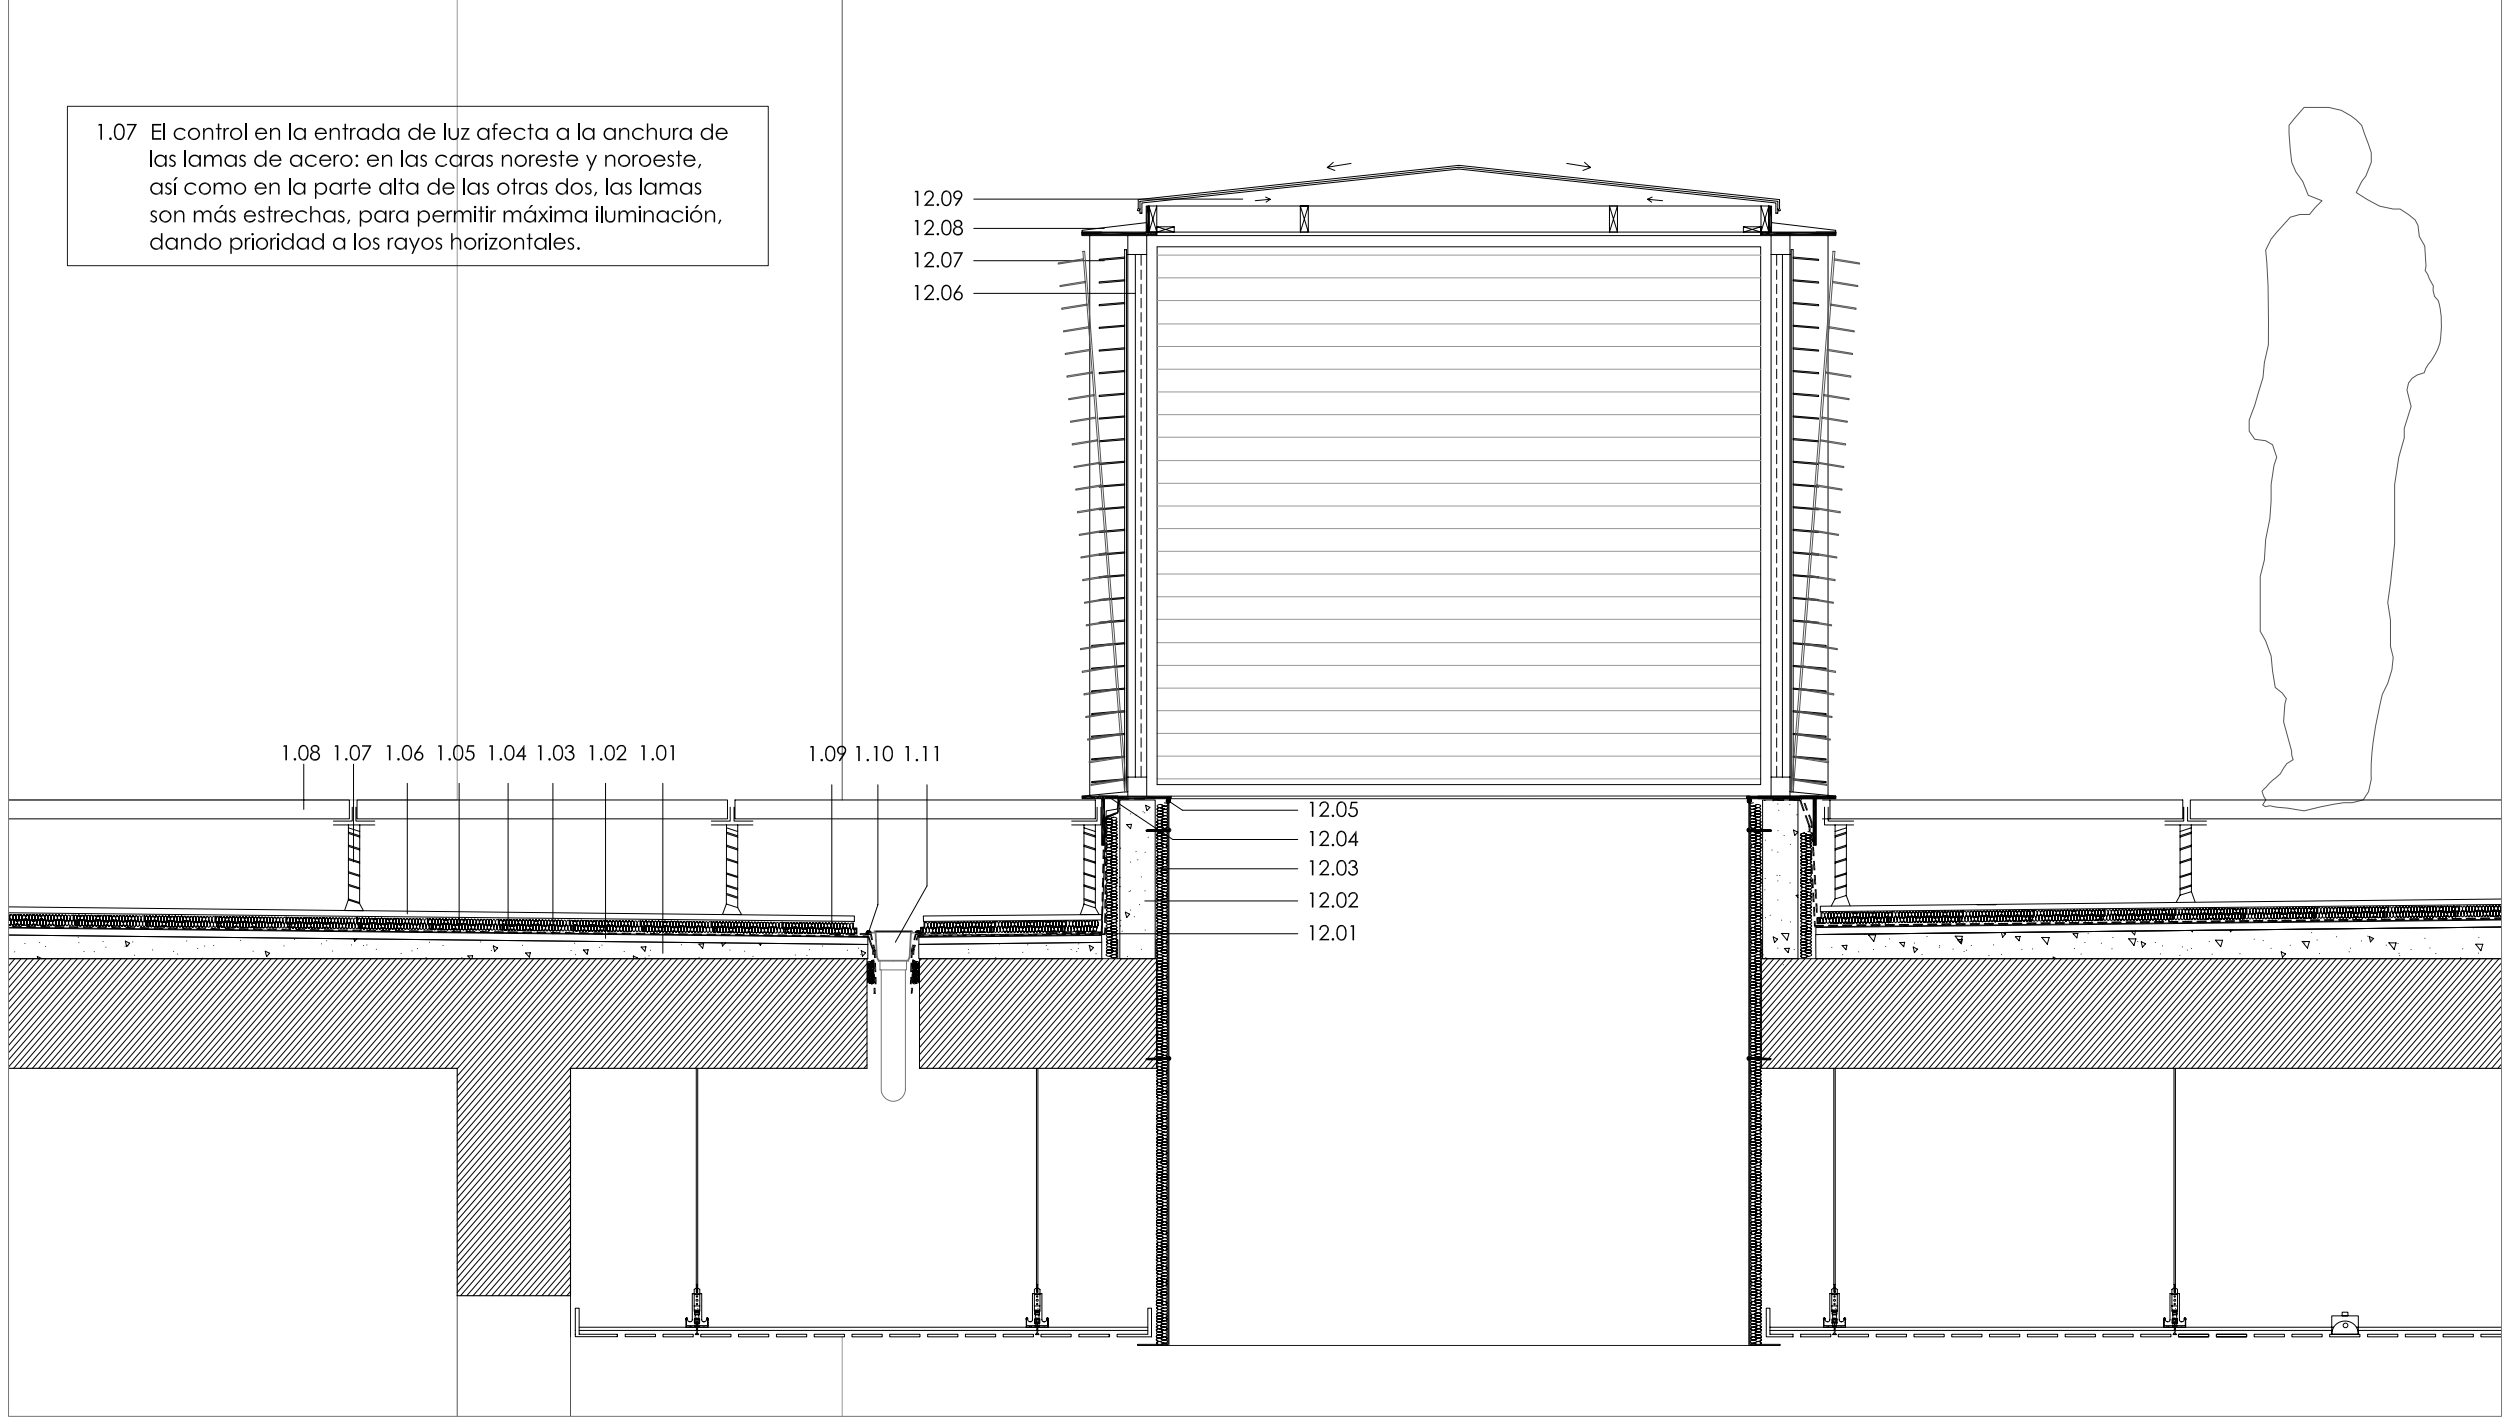 1.07 El control en la entrada de luz afecta a la anchura de
las lamas de acero: en las caras noreste y noroeste,
así como en la parte alta de las otras dos, las lamas
son más estrechas, para permitir máxima iluminación,
dando prioridad a los rayos horizontales.
12.09
12.08
12.07
12.06
1.08 1.07 1.06 1.05 1.04 1.03 1.02 1.01 1.09 1.10 1.11
12.05
12.04
12.03
12.02
12.01